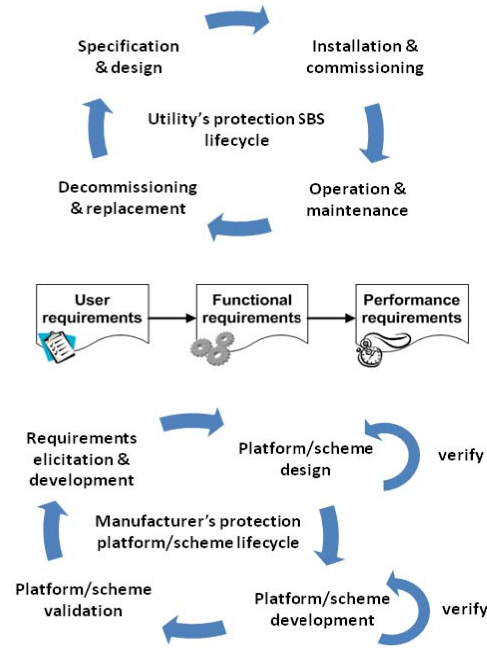 Specification
& design
Installation &
commissioning
Utility's protection SBS
lifecycle
Decommissioning
& replacement
Operation &
maintenance
User
requirements
Functional
requirements
Performance
requirements
Requirements
elicitation &
development
Platform/scheme
design
verify
Manufacturer's protection
platform/scheme lifecycle
Platform/scheme
validation
Platform/scheme
development
verify